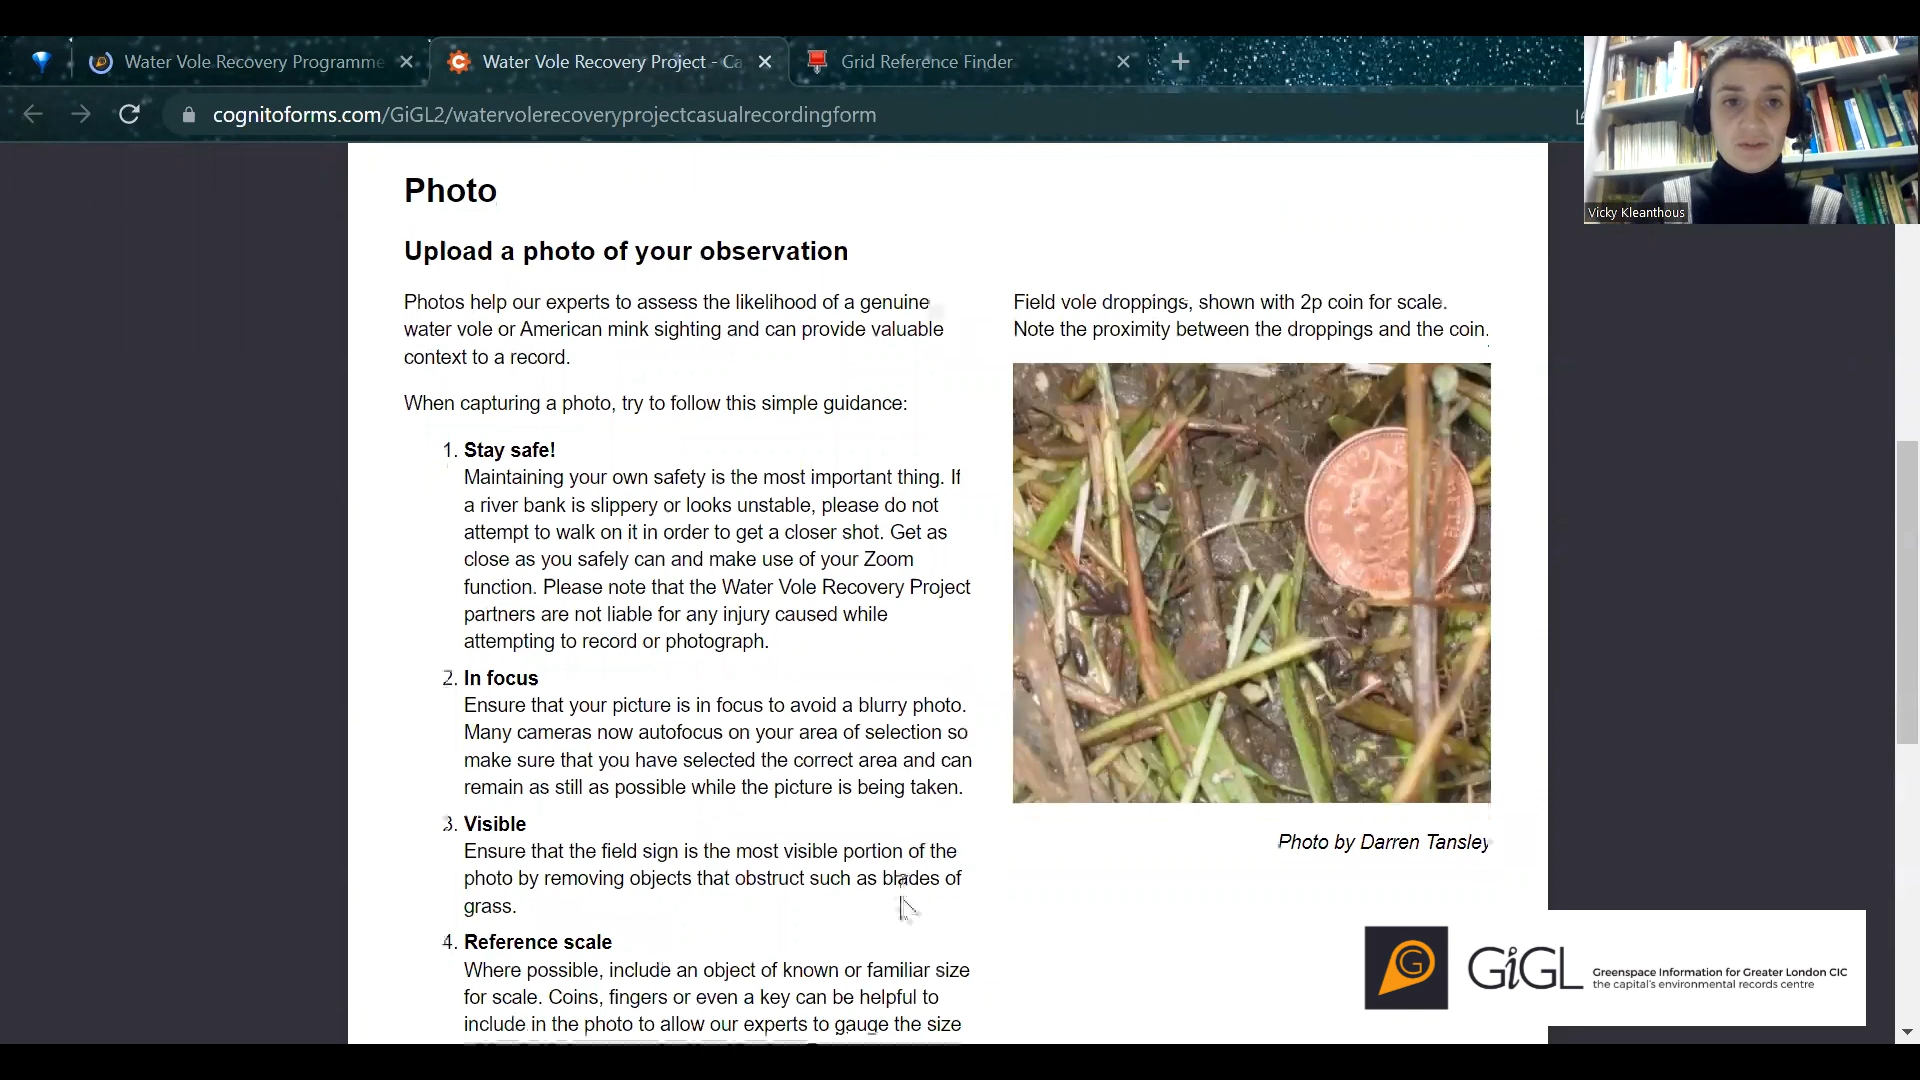 Water Vole Recovery Programme
Water Vole Recovery Project - Ca
Grid Reference Finder
cognitoforms.com/GiGL2/watervolerecoveryprojectcasualrecordingform
Vicky Kleanthous
Photo
Upload a photo of your observation
Photos help our experts to assess the likelihood of a genuine
water vole or American mink sighting and can provide valuable
context to a record.
When capturing a photo, try to follow this simple guidance:
1. Stay safe!
Maintaining your own safety is the most important thing. If
a river bank is slippery or looks unstable, please do not
attempt to walk on it in order to get a closer shot. Get as
close as you safely can and make use of your Zoom
function. Please note that the Water Vole Recovery Project
partners are not liable for any injury caused while
attempting to record or photograph.
2. In focus
Ensure that your picture is in focus to avoid a blurry photo.
Many cameras now autofocus on your area of selection so
make sure that you have selected the correct area and can
remain as still as possible while the picture is being taken.
3. Visible
Ensure that the field sign is the most visible portion of the
photo by removing objects that obstruct such as blades of
grass.
4. Reference scale
Where possible, include an object of known or familiar size
for scale. Coins, fingers or even a key can be helpful to
include in the photo to allow our experts to gauge the size
Field vole droppings, shown with 2p coin for scale.
Note the proximity between the droppings and the coin.
Photo by Darren Tansley
G GiGL
Greenspace Information for Greater London CIC
the capital's environmental records centre